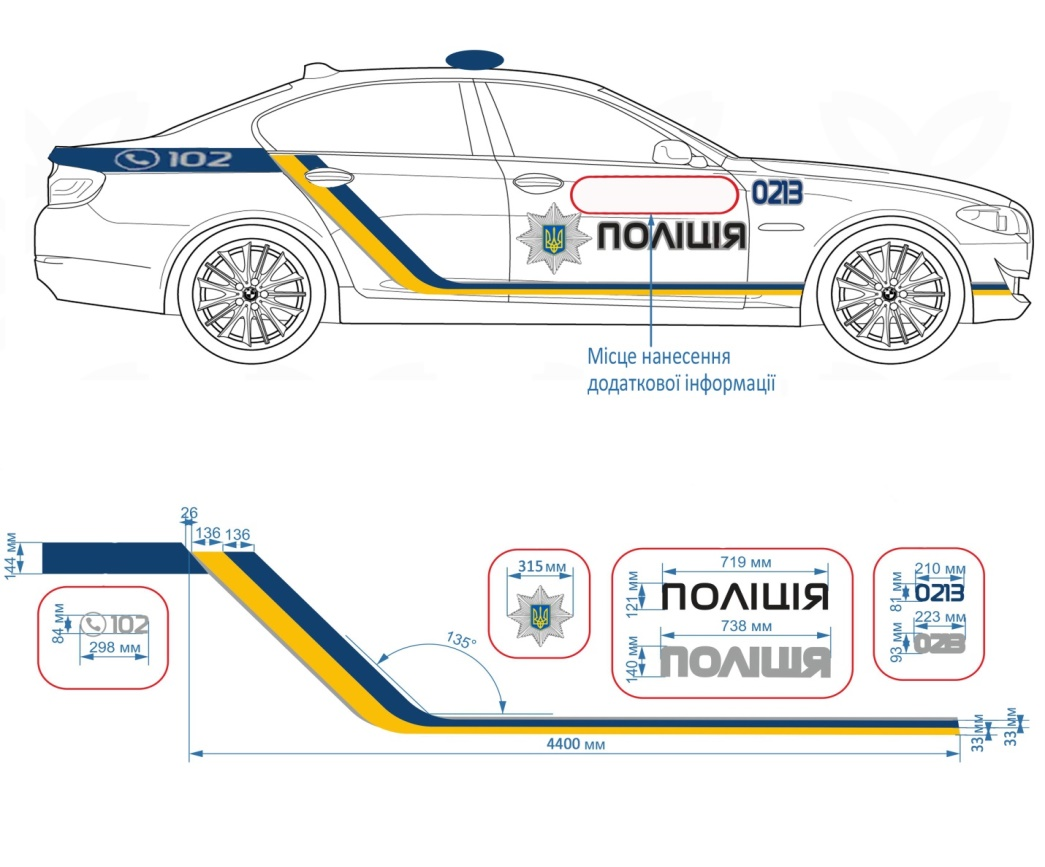 102
0213
ПОЛІЦІЯ
Місце нанесення
додаткової інформації
26
136 136
144 мм
84 мм
102
298 мм
135°
315 мм
719 мм
121 мм
ПОЛІЦІЯ
738 мм
140 мм
ПОЛІЦІЯ
210 мм
81 мм
0213
223 мм
93 мм
0213
33 мм
33 мм
4400 мм